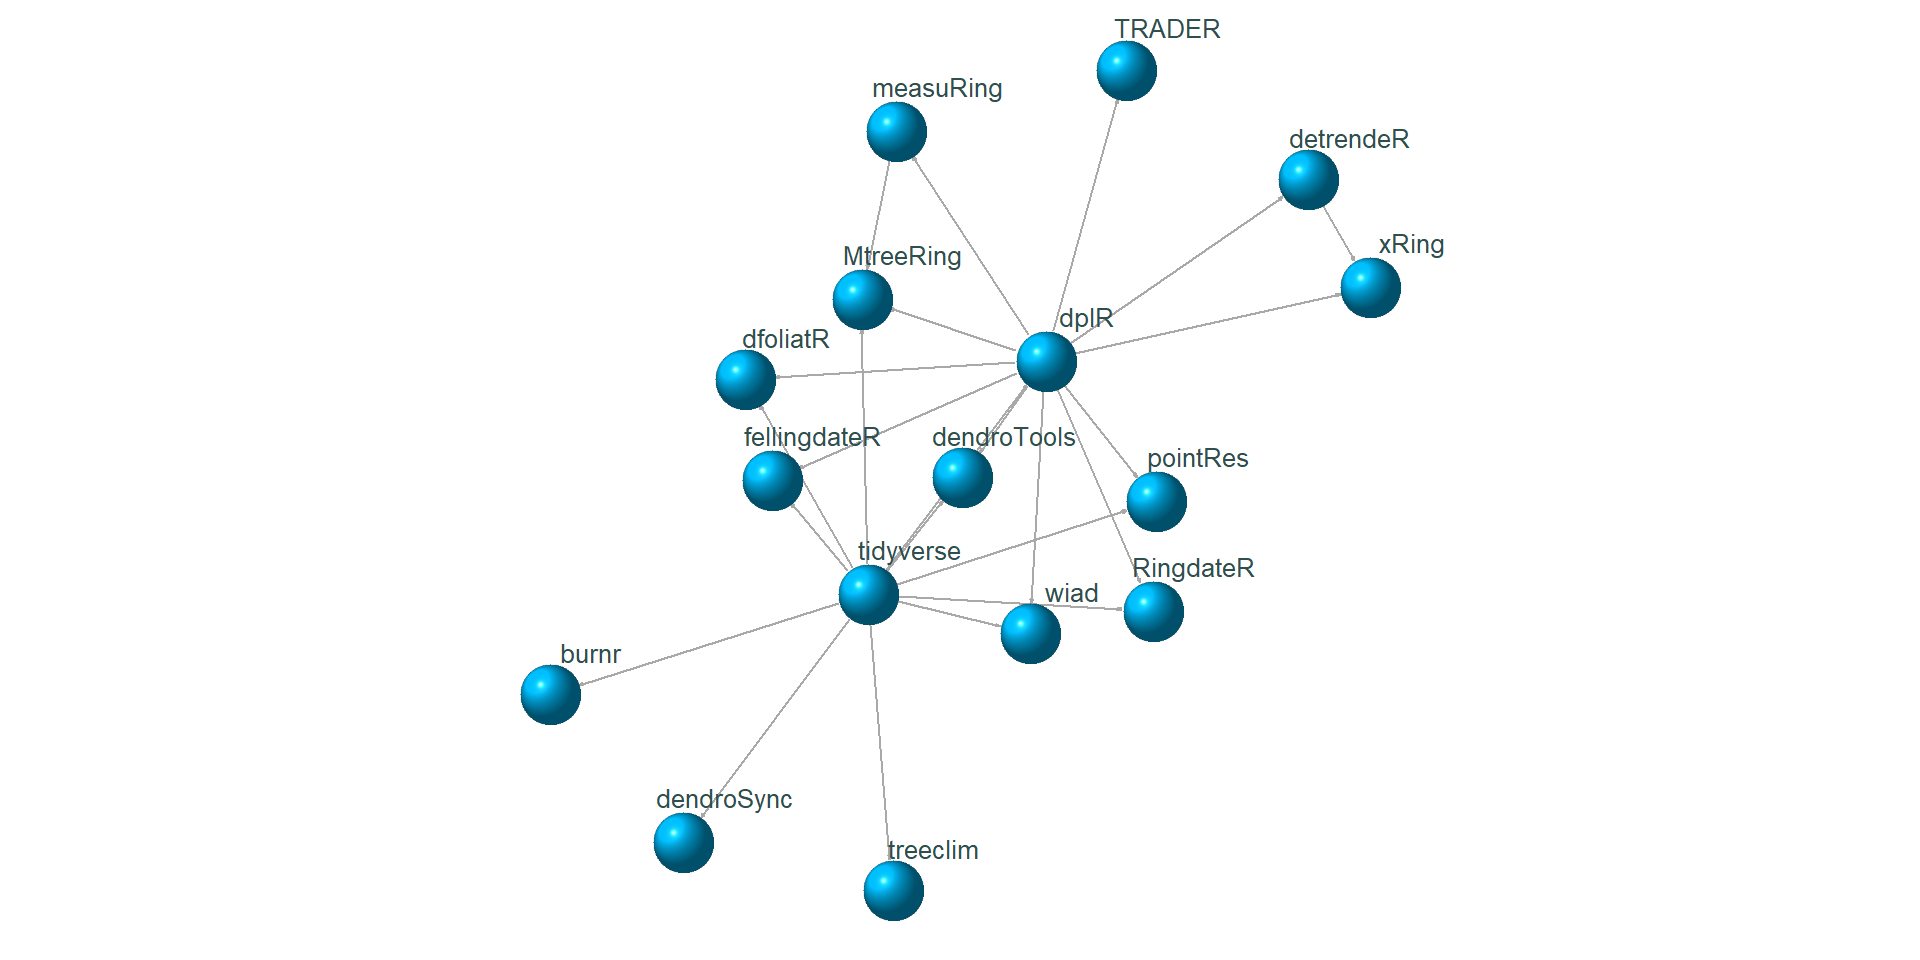 TRADER
measuRing
detrendeR
xRing
MtreeRing
dplR
dfoliatR
fellingdateR
dendroTools
pointRes
tidyverse
RingdateR
wiad
burnr
dendroSync
treeclim